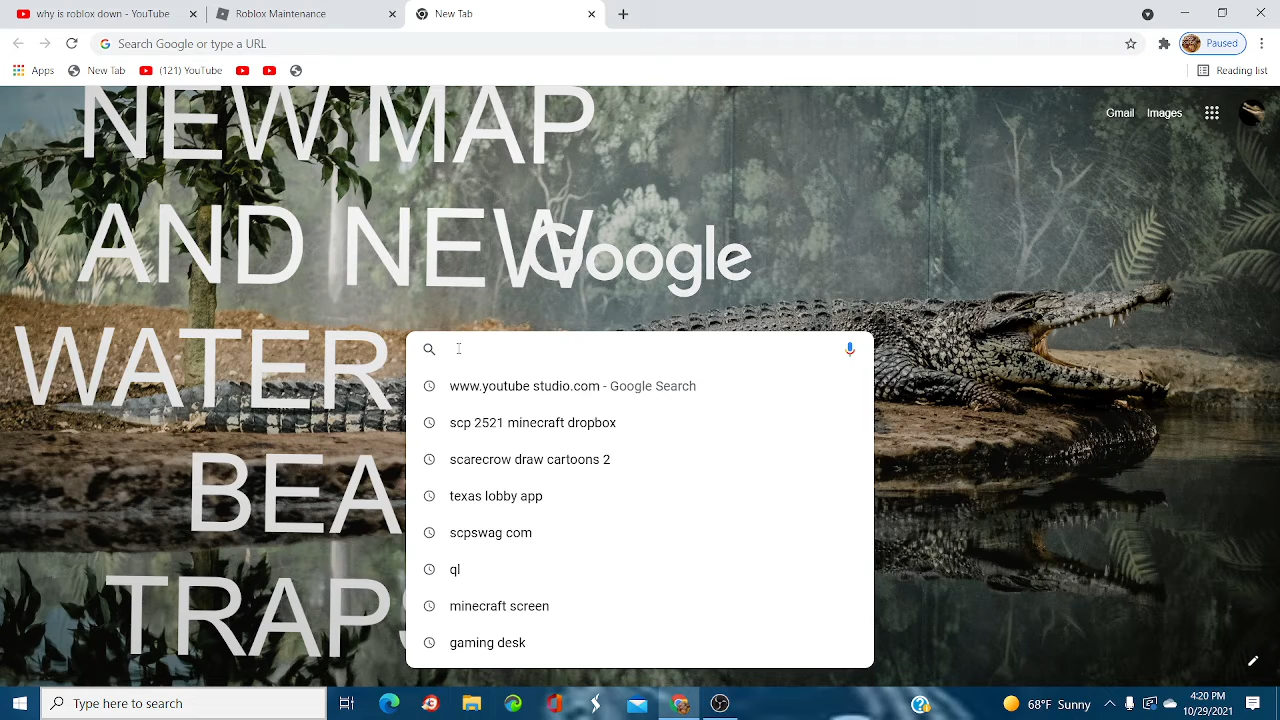 why is roblox down - YouTube
Roblox Maintenance
New Tab
Search Google or type a URL
Paused
Apps
New Tab
(121) YouTube
Reading list
Gmail
Images
NEW MAP
AND NEW
Google
WATER
BEA
TRAPS
www.youtube studio.com - Google Search
scp 2521 minecraft dropbox
scarecrow draw cartoons 2
texas lobby app
scpswag com
ql
minecraft screen
gaming desk
Type here to search
68°F Sunny
4:20 PM
10/29/2021